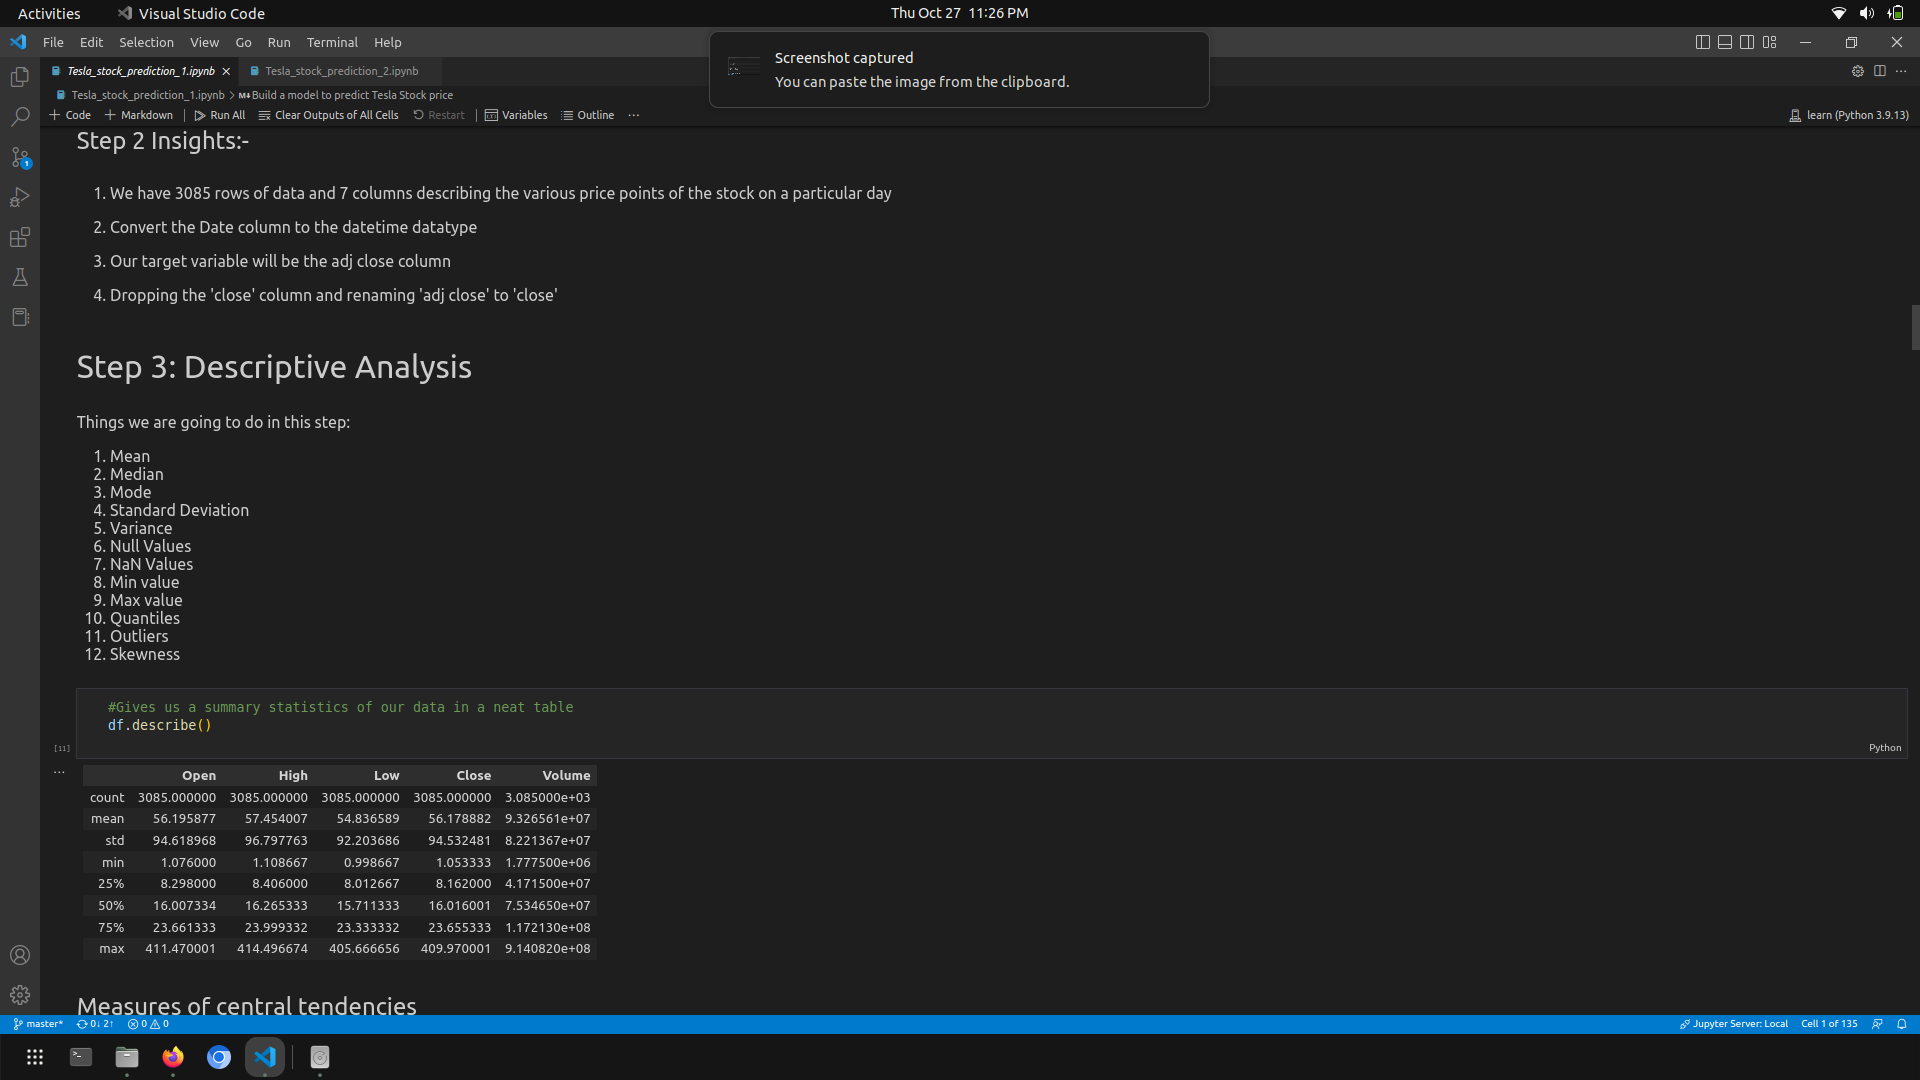 Activities Visual Studio Code Thu Oct 27 11:26 PM
File Edit Selection View Go Run Terminal Help
Screenshot captured
You can paste the image from the clipboard.
Tesla_stock_prediction_1.ipynb Tesla_stock_prediction_2.ipynb
Tesla_stock_prediction_1.ipynb > M↓ Build a model to predict Tesla Stock price
+ Code + Markdown | Run All Clear Outputs of All Cells Restart | Variables Outline ... learn (Python 3.9.13)
Step 2 Insights:-
1. We have 3085 rows of data and 7 columns describing the various price points of the stock on a particular day
2. Convert the Date column to the datetime datatype
3. Our target variable will be the adj close column
4. Dropping the 'close' column and renaming 'adj close' to 'close'
Step 3: Descriptive Analysis
Things we are going to do in this step:
1. Mean
2. Median
3. Mode
4. Standard Deviation
5. Variance
6. Null Values
7. NaN Values
8. Min value
9. Max value
10. Quantiles
11. Outliers
12. Skewness
#Gives us a summary statistics of our data in a neat table
df.describe()
[11] Python
...
Open High Low Close Volume
count 3085.000000 3085.000000 3085.000000 3085.000000 3.085000e+03
mean 56.195877 57.454007 54.836589 56.178882 9.326561e+07
std 94.618968 96.797763 92.203686 94.532481 8.221367e+07
min 1.076000 1.108667 0.998667 1.053333 1.777500e+06
25% 8.298000 8.406000 8.012667 8.162000 4.171500e+07
50% 16.007334 16.265333 15.711333 16.016001 7.534650e+07
75% 23.661333 23.999332 23.333332 23.655333 1.172130e+08
max 411.470001 414.496674 405.666656 409.970001 9.140820e+08
Measures of central tendencies
master* 0↓ 2↑ 0 0 Jupyter Server: Local Cell 1 of 135